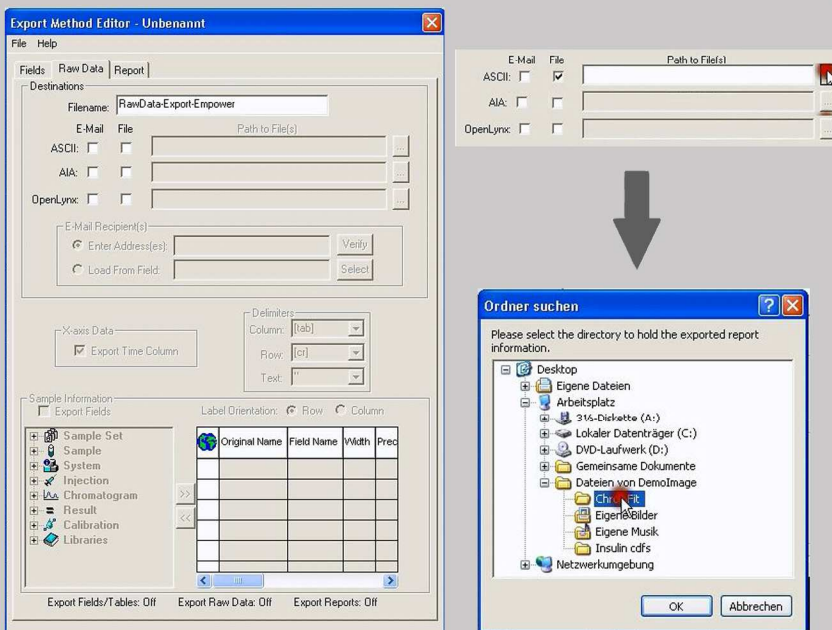 Export Method Editor - Unbenannt
File Help
Fields Raw Data Report
Destinations
Filename: RawData-Export-Empower
E-Mail File Path to File(s)
ASCII: ...
AIA: ...
OpenLynx: ...
E-Mail Recipient(s)
Enter Address(es): Verify
Load From Field: Select
X-axis Data
Export Time Column
Delimiters
Column: [tab]
Row: [cr]
Text: "
Sample Information
Export Fields
Label Orientation: Row Column
Sample Set
Sample
System
Injection
Chromatogram
Result
Calibration
Libraries
>>
<<
Original Name Field Name Width Prec
Export Fields/Tables: Off Export Raw Data: Off Export Reports: Off
E-Mail File Path to File(s)
ASCII:
AIA: ...
OpenLynx: ...
Ordner suchen
Please select the directory to hold the exported report
information.
Desktop
Eigene Dateien
Arbeitsplatz
3½-Diskette (A:)
Lokaler Datenträger (C:)
DVD-Laufwerk (D:)
Gemeinsame Dokumente
Dateien von DemoImage
Eigene Bilder
Eigene Musik
Insulin cdfs
Netzwerkumgebung
OK Abbrechen